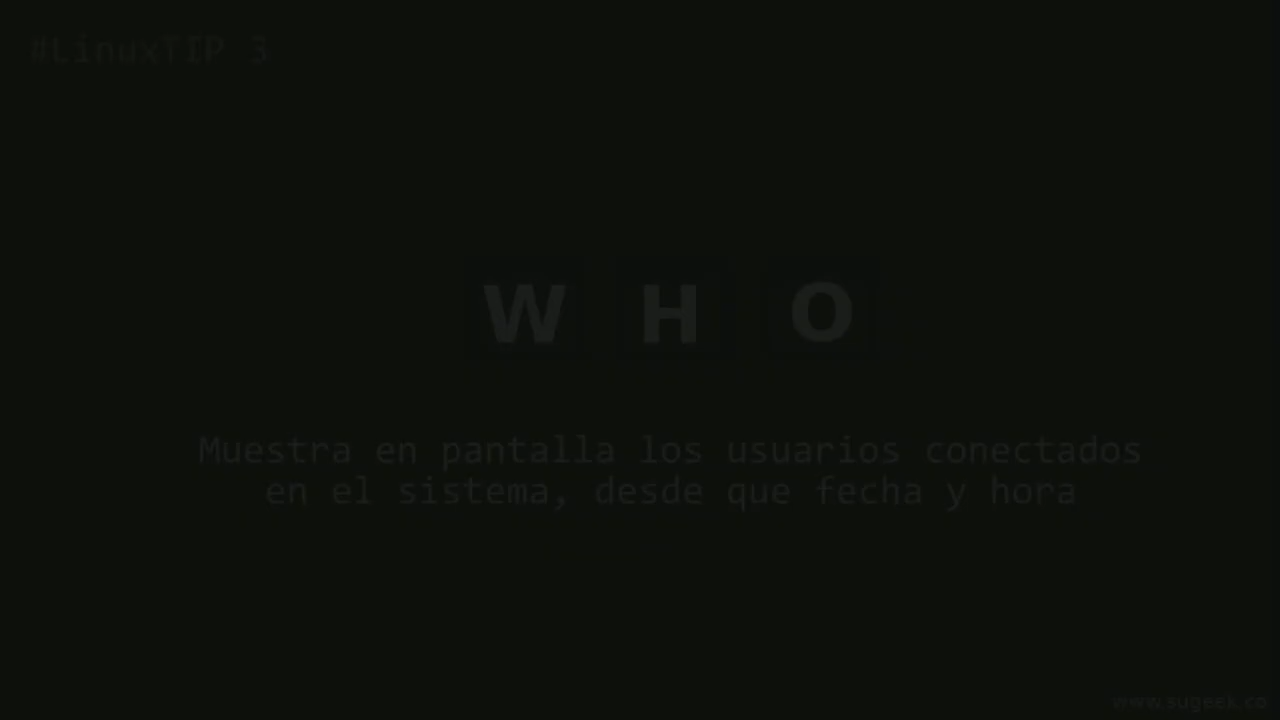 #LinuxTIP 3
W H O
Muestra en pantalla los usuarios conectados
en el sistema, desde que fecha y hora
www.sugeek.co